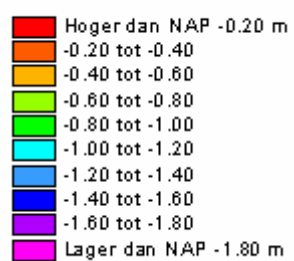 Hoger dan NAP -0.20 m
-0.20 tot -0.40
-0.40 tot -0.60
-0.60 tot -0.80
-0.80 tot -1.00
-1.00 tot -1.20
-1.20 tot -1.40
-1.40 tot -1.60
-1.60 tot -1.80
Lager dan NAP -1.80 m